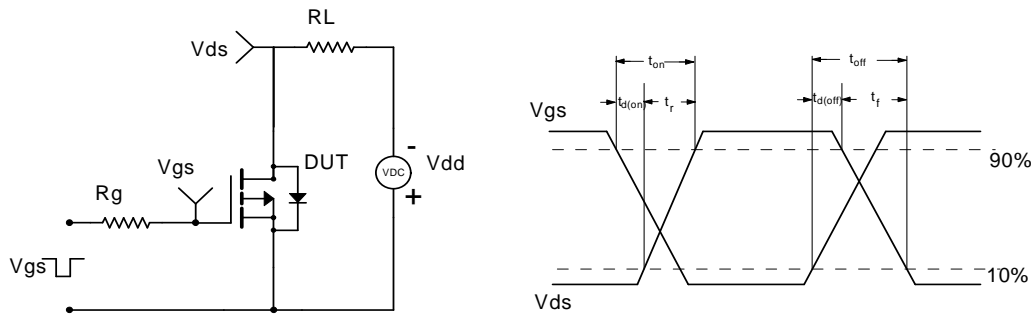 RL
Vds
Vgs
DUT
-
Vdd
VDC
+
Rg
Vgs
ton
toff
td(on)
tr
td(off)
tf
Vgs
90%
10%
Vds